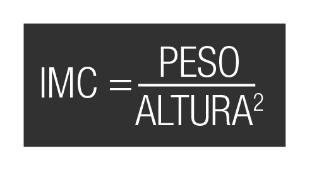 IMC = PESO
ALTURA²